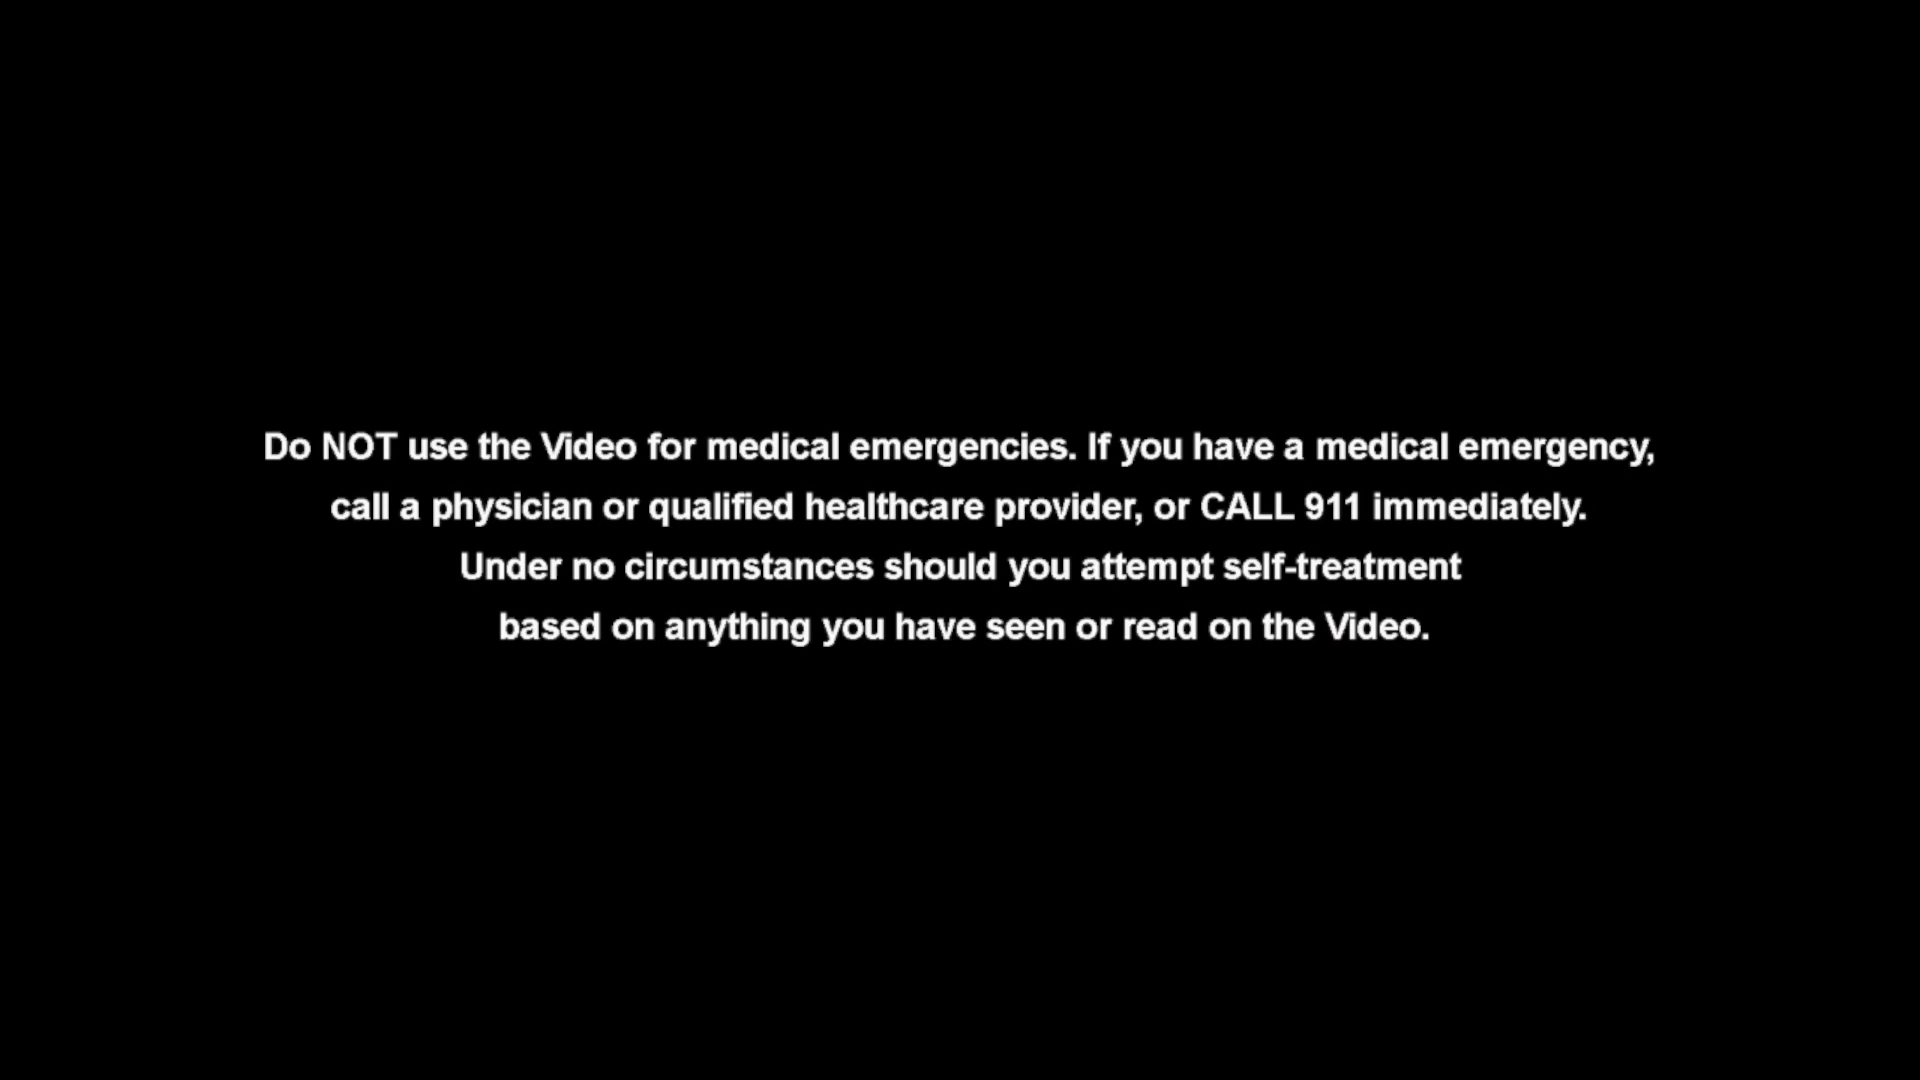 Do NOT use the Video for medical emergencies. If you have a medical emergency,
call a physician or qualified healthcare provider, or CALL 911 immediately.
Under no circumstances should you attempt self-treatment
based on anything you have seen or read on the Video.